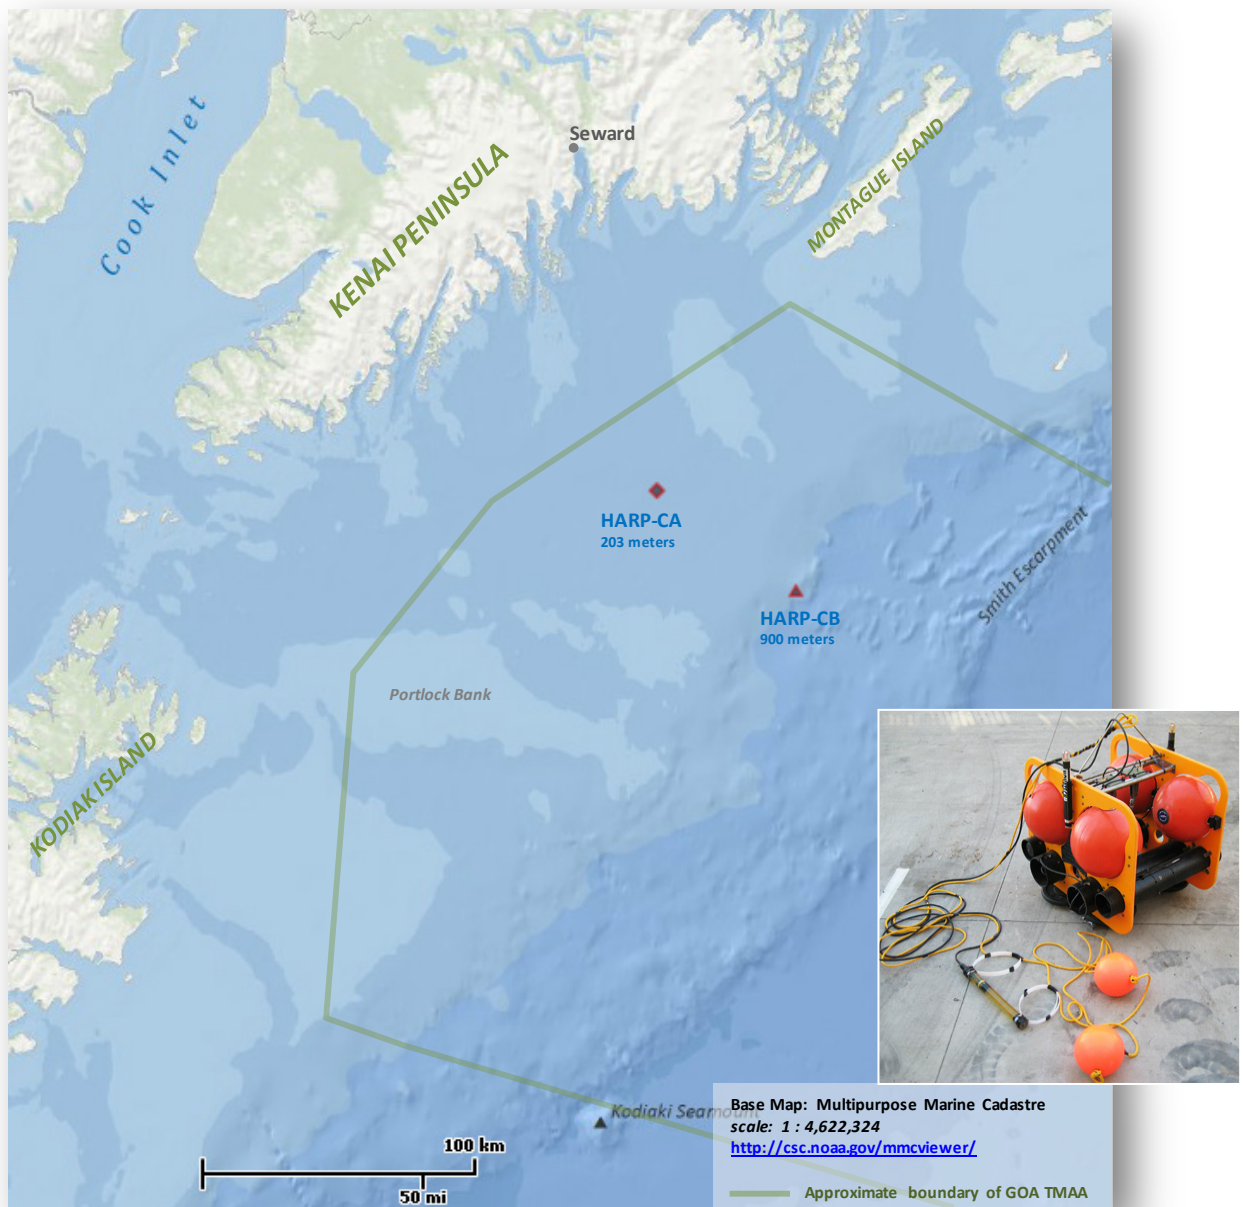 Seward
Cook Inlet
KENAI PENINSULA
MONTAGUE ISLAND
HARP-CA
203 meters
HARP-CB
900 meters
Smith Escarpment
Portlock Bank
KODIAK ISLAND
Kodiaki Seamount
100 km
50 mi
Base Map: Multipurpose Marine Cadastre
scale: 1 : 4,622,324
http://csc.noaa.gov/mmcviewer/
Approximate boundary of GOA TMAA